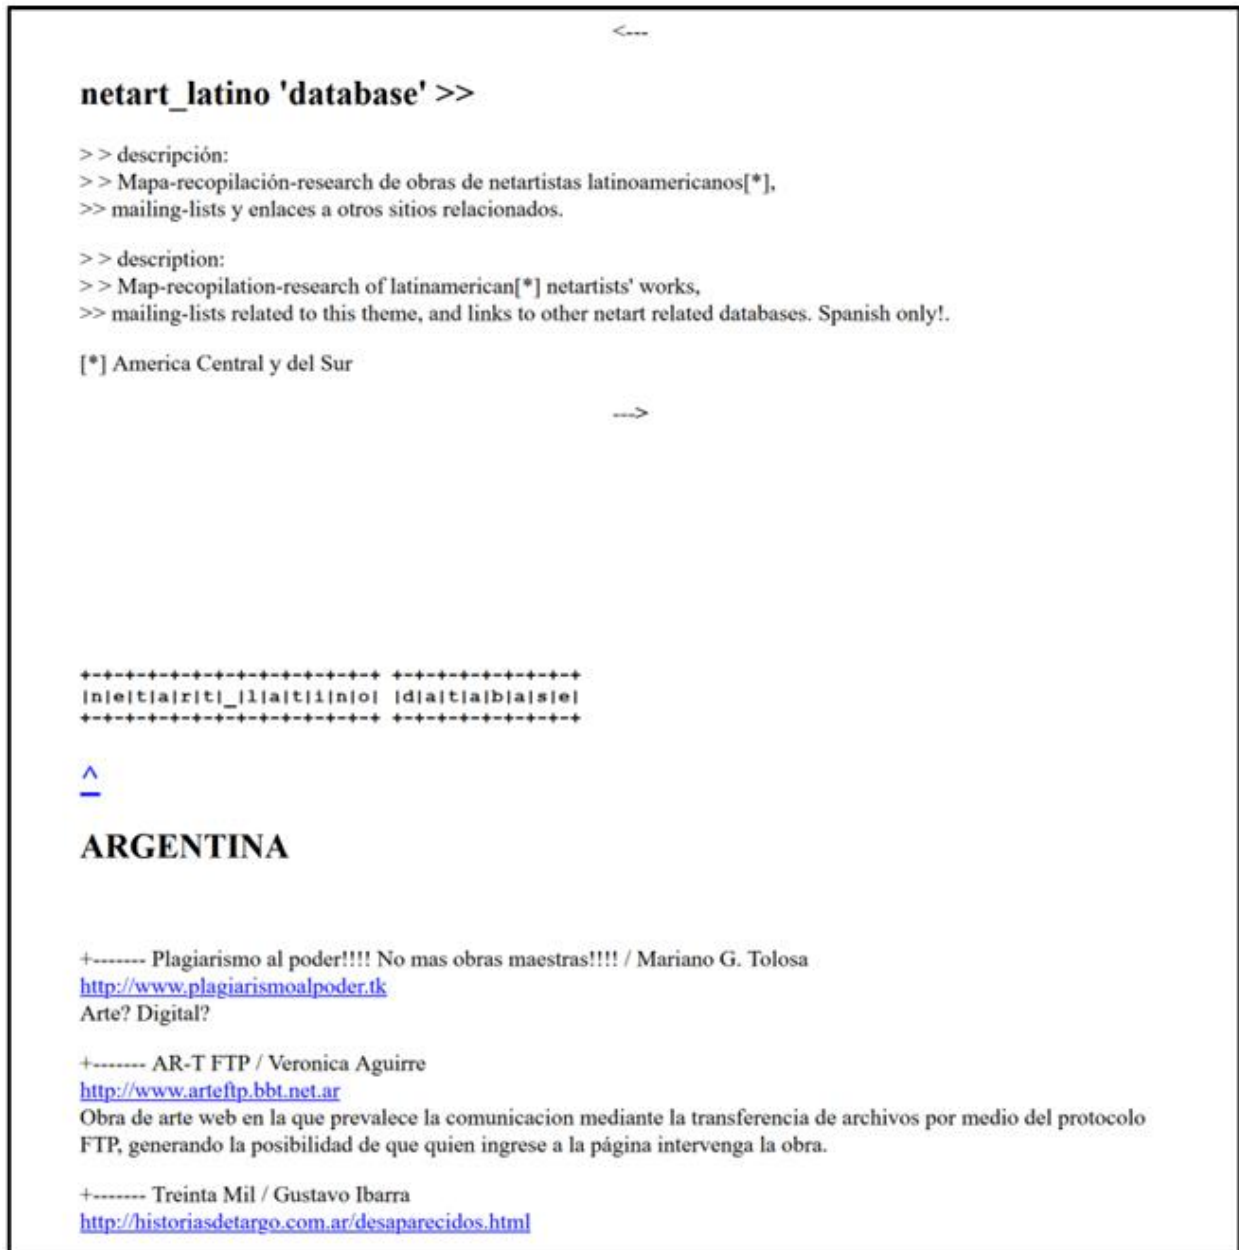 <---
netart_latino 'database' >>
> > descripción:
> > Mapa-recopilación-research de obras de netartistas latinoamericanos[*],
>> mailing-lists y enlaces a otros sitios relacionados.
> > description:
> > Map-recopilation-research of latinamerican[*] netartists' works,
>> mailing-lists related to this theme, and links to other netart related databases. Spanish only!.
[*] America Central y del Sur
--->
+-+-+-+-+-+-+-+-+-+-+-+-+-+ +-+-+-+-+-+-+-+-+
|n|e|t|a|r|t|_|l|a|t|i|n|o| |d|a|t|a|b|a|s|e|
+-+-+-+-+-+-+-+-+-+-+-+-+-+ +-+-+-+-+-+-+-+-+
^
ARGENTINA
+------- Plagiarismo al poder!!!! No mas obras maestras!!!! / Mariano G. Tolosa
http://www.plagiarismoalpoder.tk
Arte? Digital?
+------- AR-T FTP / Veronica Aguirre
http://www.arteftp.bbt.net.ar
Obra de arte web en la que prevalece la comunicacion mediante la transferencia de archivos por medio del protocolo
FTP, generando la posibilidad de que quien ingrese a la página intervenga la obra.
+------- Treinta Mil / Gustavo Ibarra
http://historiasdetargo.com.ar/desaparecidos.html